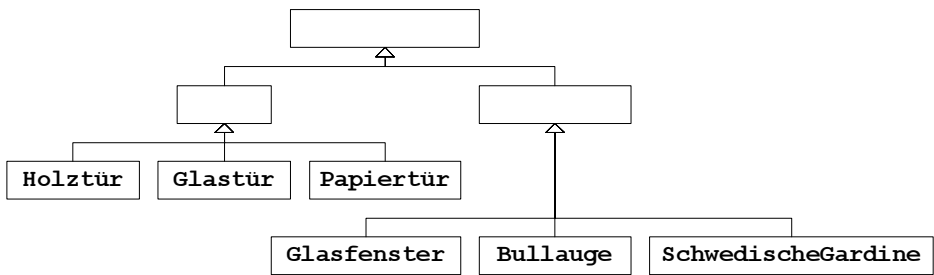 Holztür Glastür Papiertür
Glasfenster Bullauge SchwedischeGardine